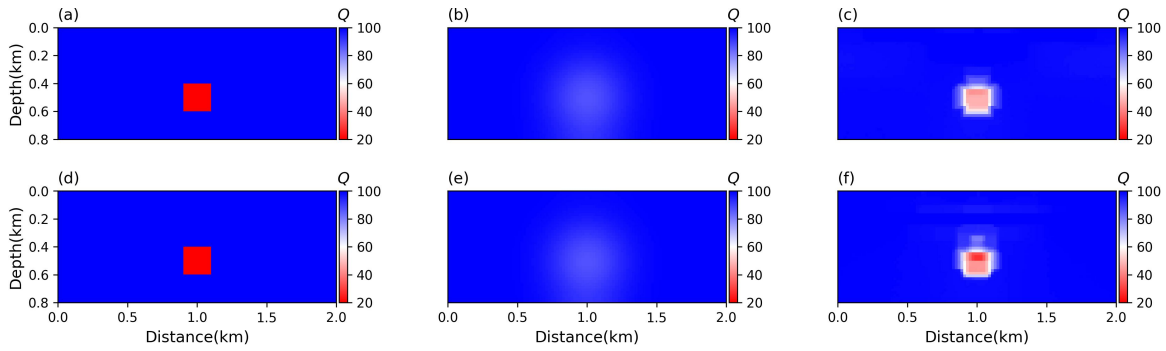 (a) Q (b) Q (c) Q
0.0 100 100 100
0.2 80 80 80
0.4 60 60 60
0.6 40 40 40
0.8 20 20 20
Depth(km)
(d) Q (e) Q (f) Q
0.0 100 100 100
0.2 80 80 80
0.4 60 60 60
0.6 40 40 40
0.8 20 20 20
Depth(km)
0.0 0.5 1.0 1.5 2.0 0.0 0.5 1.0 1.5 2.0 0.0 0.5 1.0 1.5 2.0
Distance(km) Distance(km) Distance(km)